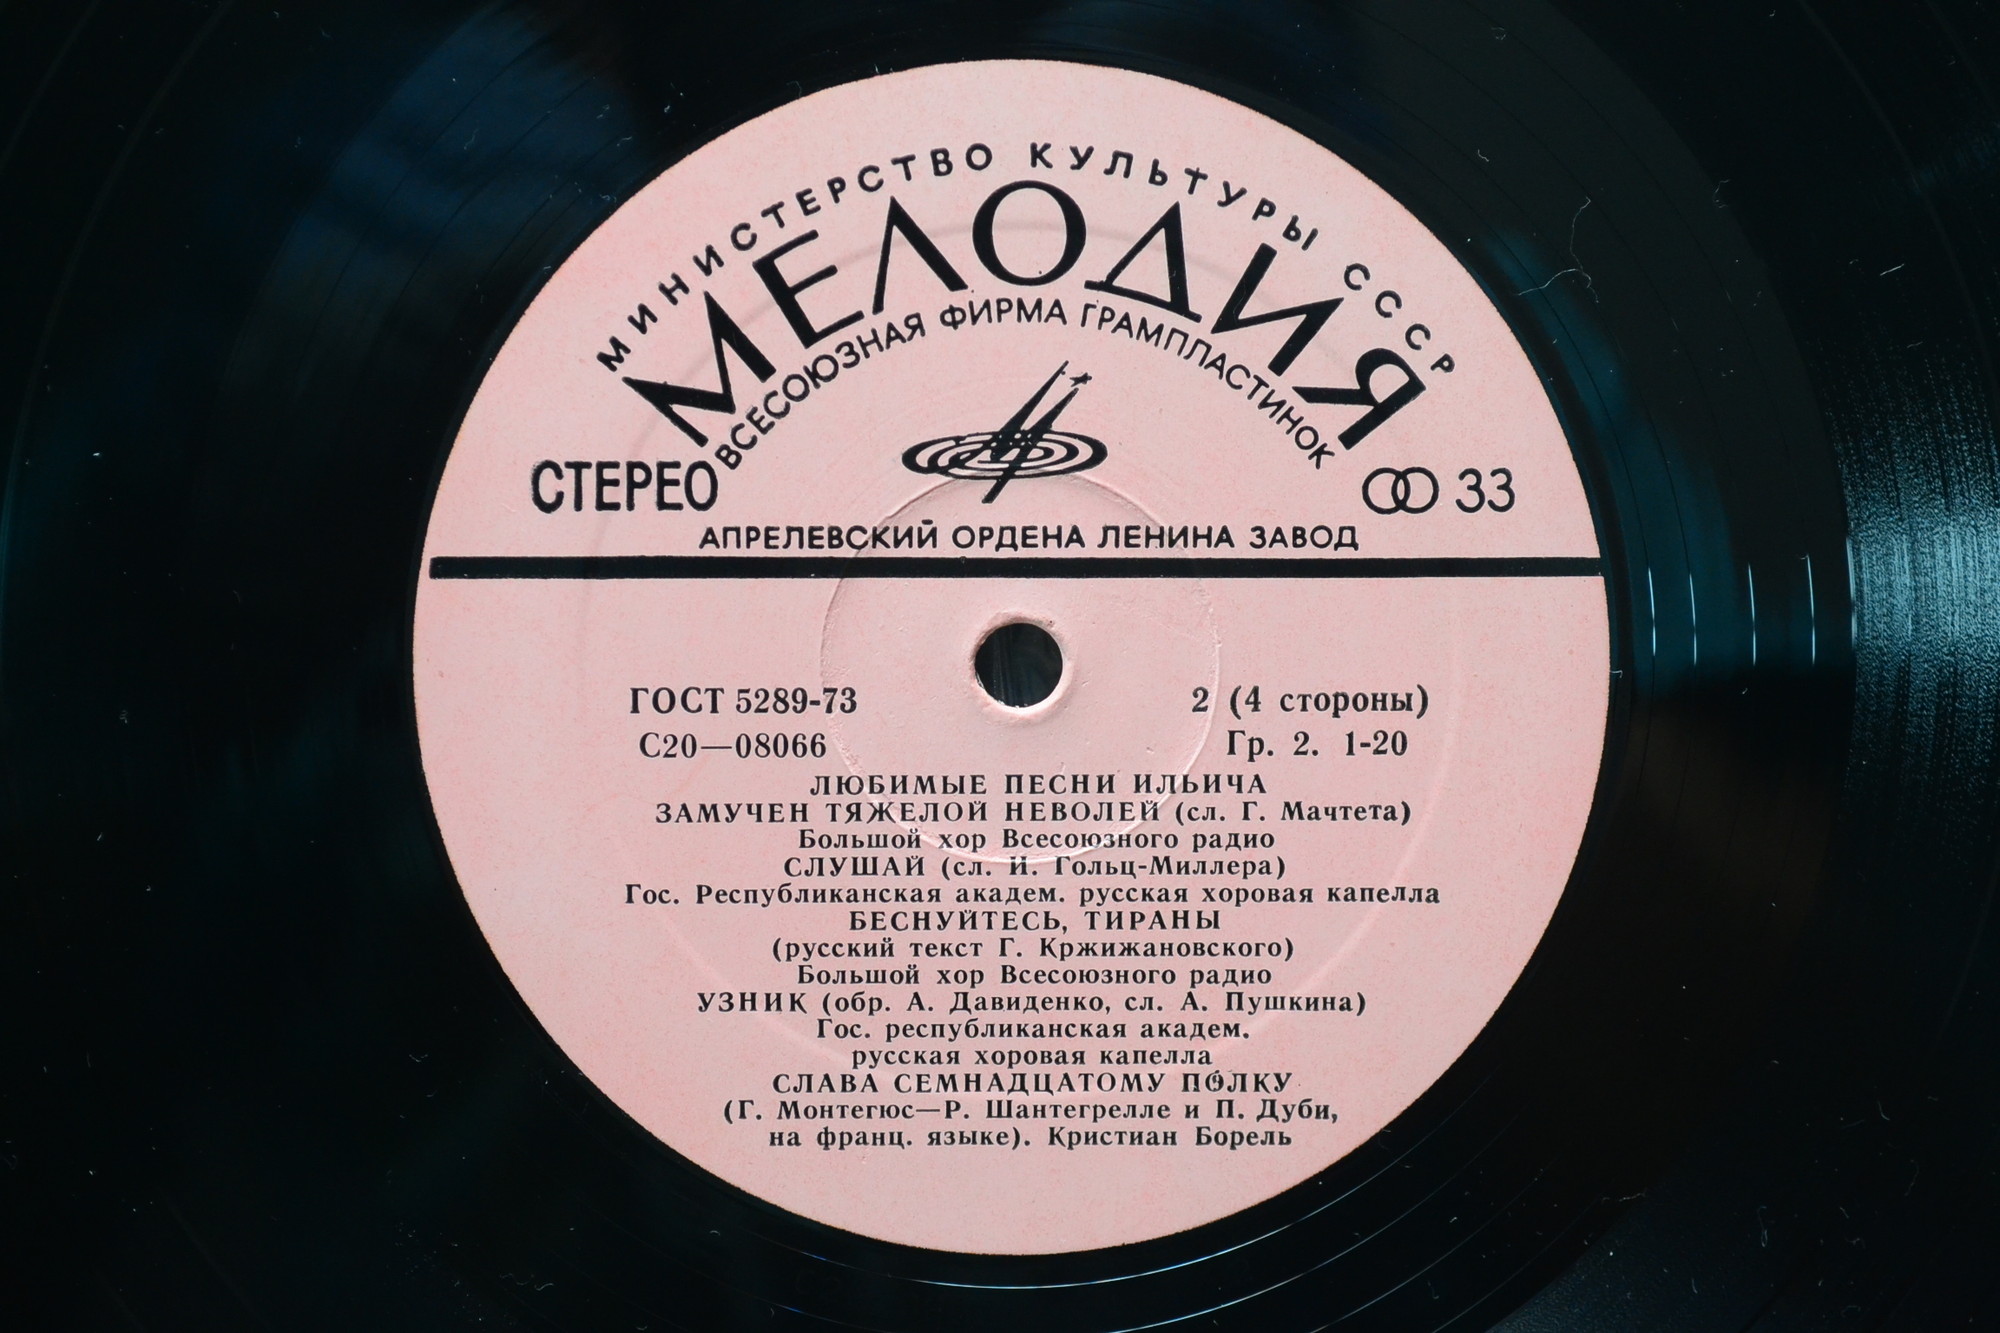 МИНИСТЕРСТВО КУЛЬТУРЫ СССР
МЕЛОДИЯ
ВСЕСОЮЗНАЯ ФИРМА ГРАМПЛАСТИНОК
СТЕРЕО
33
АПРЕЛЕВСКИЙ ОРДЕНА ЛЕНИНА ЗАВОД
ГОСТ 5289-73
2 (4 стороны)
С20—08066
Гр. 2. 1-20
ЛЮБИМЫЕ ПЕСНИ ИЛЬИЧА
ЗАМУЧЕН ТЯЖЕЛОЙ НЕВОЛЕЙ (сл. Г. Мачтета)
Большой хор Всесоюзного радио
СЛУШАЙ (сл. И. Гольц-Миллера)
Гос. Республиканская академ. русская хоровая капелла
БЕСНУЙТЕСЬ, ТИРАНЫ
(русский текст Г. Кржижановского)
Большой хор Всесоюзного радио
УЗНИК (обр. А. Давиденко, сл. А. Пушкина)
Гос. республиканская академ.
русская хоровая капелла
СЛАВА СЕМНАДЦАТОМУ ПОЛКУ
(Г. Монтегюс—Р. Шантегрелле и П. Дуби,
на франц. языке). Кристиан Борель